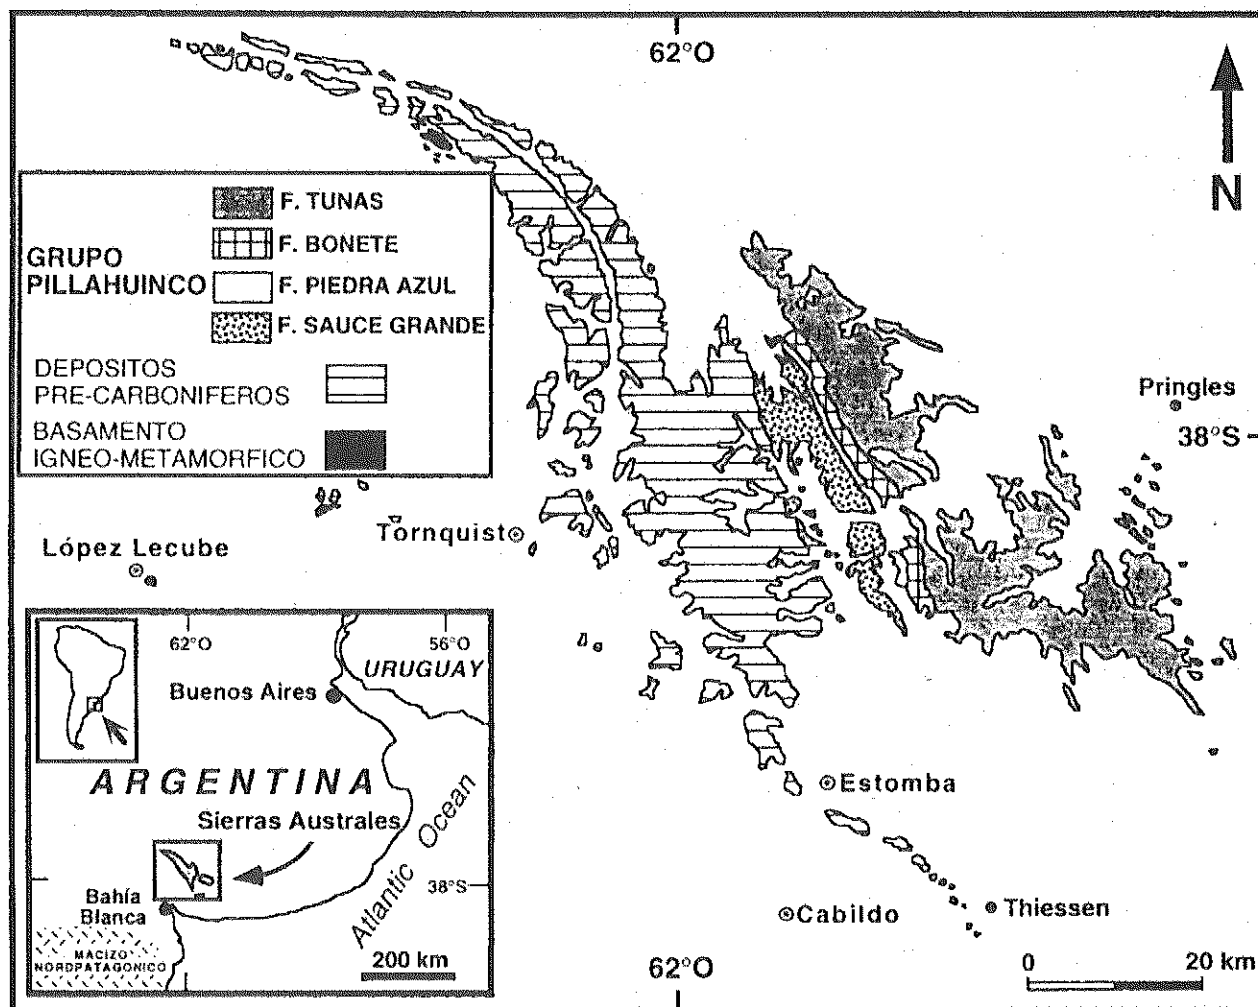 62°O
N
GRUPO
PILLAHUINCO
F. TUNAS
F. BONETE
F. PIEDRA AZUL
F. SAUCE GRANDE
DEPOSITOS
PRE-CARBONIFEROS
BASAMENTO
IGNEO-METAMORFICO
Pringles
38°S
Tornquist
López Lecube
62°O
56°O
URUGUAY
Buenos Aires
ARGENTINA
Sierras Australes
Atlantic Ocean
38°S
Bahía
Blanca
MACIZO
NORDPATAGONICO
200 km
Estomba
Cabildo
Thiessen
62°O
0 20 km